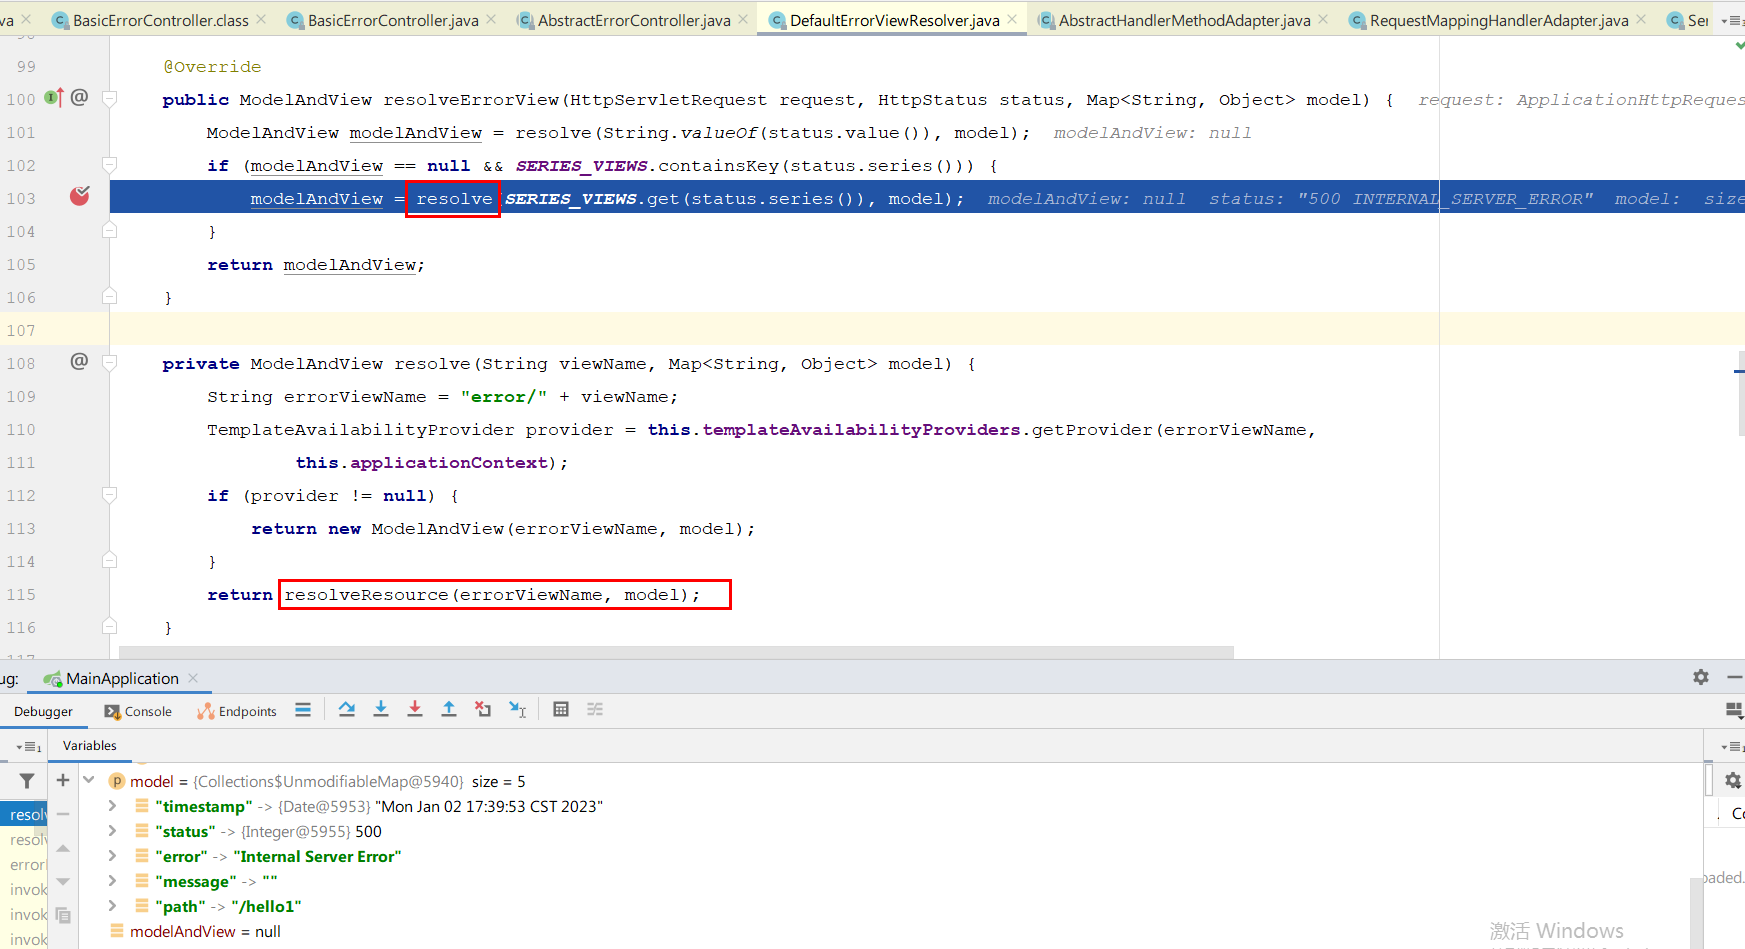 va BasicErrorController.class BasicErrorController.java AbstractErrorController.java DefaultErrorViewResolver.java AbstractHandlerMethodAdapter.java RequestMappingHandlerAdapter.java Ser
99 @Override
100 public ModelAndView resolveErrorView(HttpServletRequest request, HttpStatus status, Map<String, Object> model) { request: ApplicationHttpReques
101 ModelAndView modelAndView = resolve(String.valueOf(status.value()), model); modelAndView: null
102 if (modelAndView == null && SERIES_VIEWS.containsKey(status.series())) {
103 modelAndView = resolve(SERIES_VIEWS.get(status.series()), model); modelAndView: null status: "500 INTERNAL_SERVER_ERROR" model: size
104 }
105 return modelAndView;
106 }
107
108 private ModelAndView resolve(String viewName, Map<String, Object> model) {
109 String errorViewName = "error/" + viewName;
110 TemplateAvailabilityProvider provider = this.templateAvailabilityProviders.getProvider(errorViewName,
111 this.applicationContext);
112 if (provider != null) {
113 return new ModelAndView(errorViewName, model);
114 }
115 return resolveResource(errorViewName, model);
116 }
ug: MainApplication
Debugger Console Endpoints
Variables
model = {Collections$UnmodifiableMap@5940} size = 5
"timestamp" -> {Date@5953} "Mon Jan 02 17:39:53 CST 2023"
resolv "status" -> {Integer@5955} 500
resolv "error" -> "Internal Server Error"
errorl "message" -> ""
invok "path" -> "/hello1"
invok modelAndView = null
invok
oaded.
激活 Windows